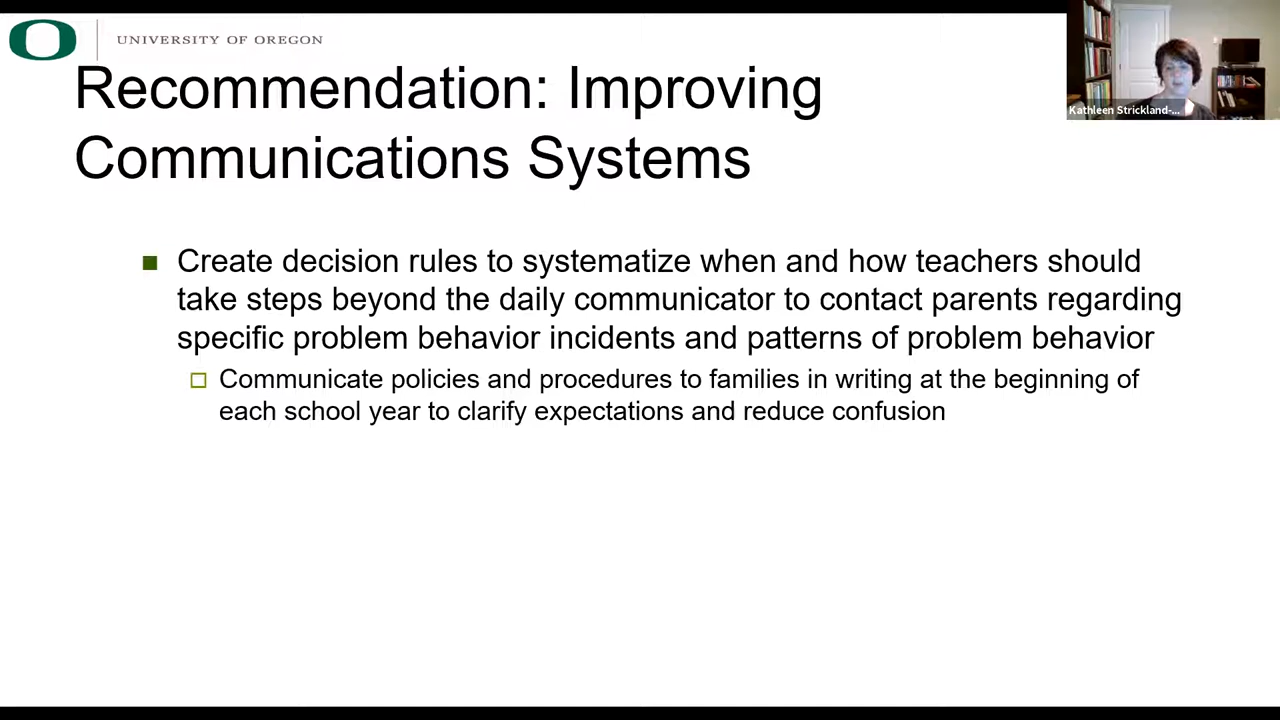 UNIVERSITY OF OREGON
Recommendation: Improving
Communications Systems
Kathleen Strickland-...
Create decision rules to systematize when and how teachers should
take steps beyond the daily communicator to contact parents regarding
specific problem behavior incidents and patterns of problem behavior
Communicate policies and procedures to families in writing at the beginning of
each school year to clarify expectations and reduce confusion